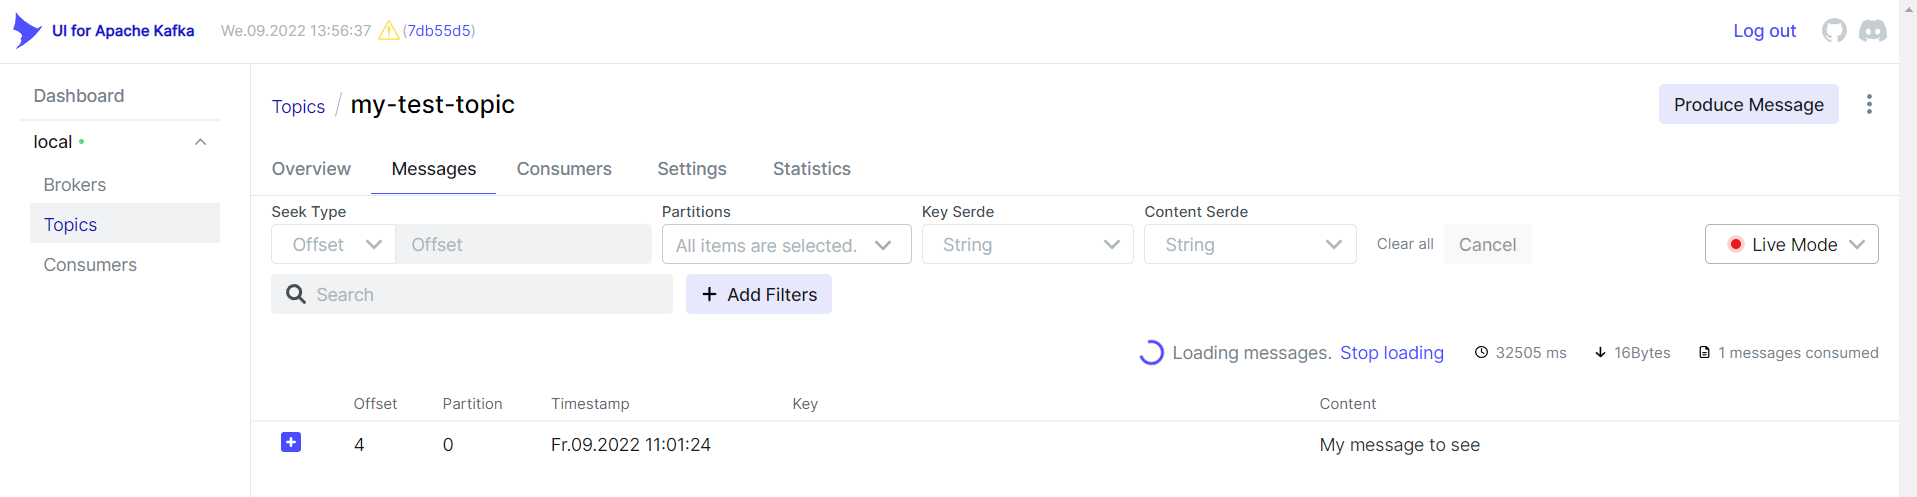 UI for Apache Kafka We.09.2022 13:56:37 (7db55d5) Log out
Dashboard
local
Brokers
Topics
Consumers
Topics / my-test-topic Produce Message
Overview Messages Consumers Settings Statistics
Seek Type Partitions Key Serde Content Serde
Offset Offset All items are selected. String String Clear all Cancel Live Mode
Search + Add Filters
Loading messages. Stop loading 32505 ms 16Bytes 1 messages consumed
Offset Partition Timestamp Key Content
4 0 Fr.09.2022 11:01:24 My message to see